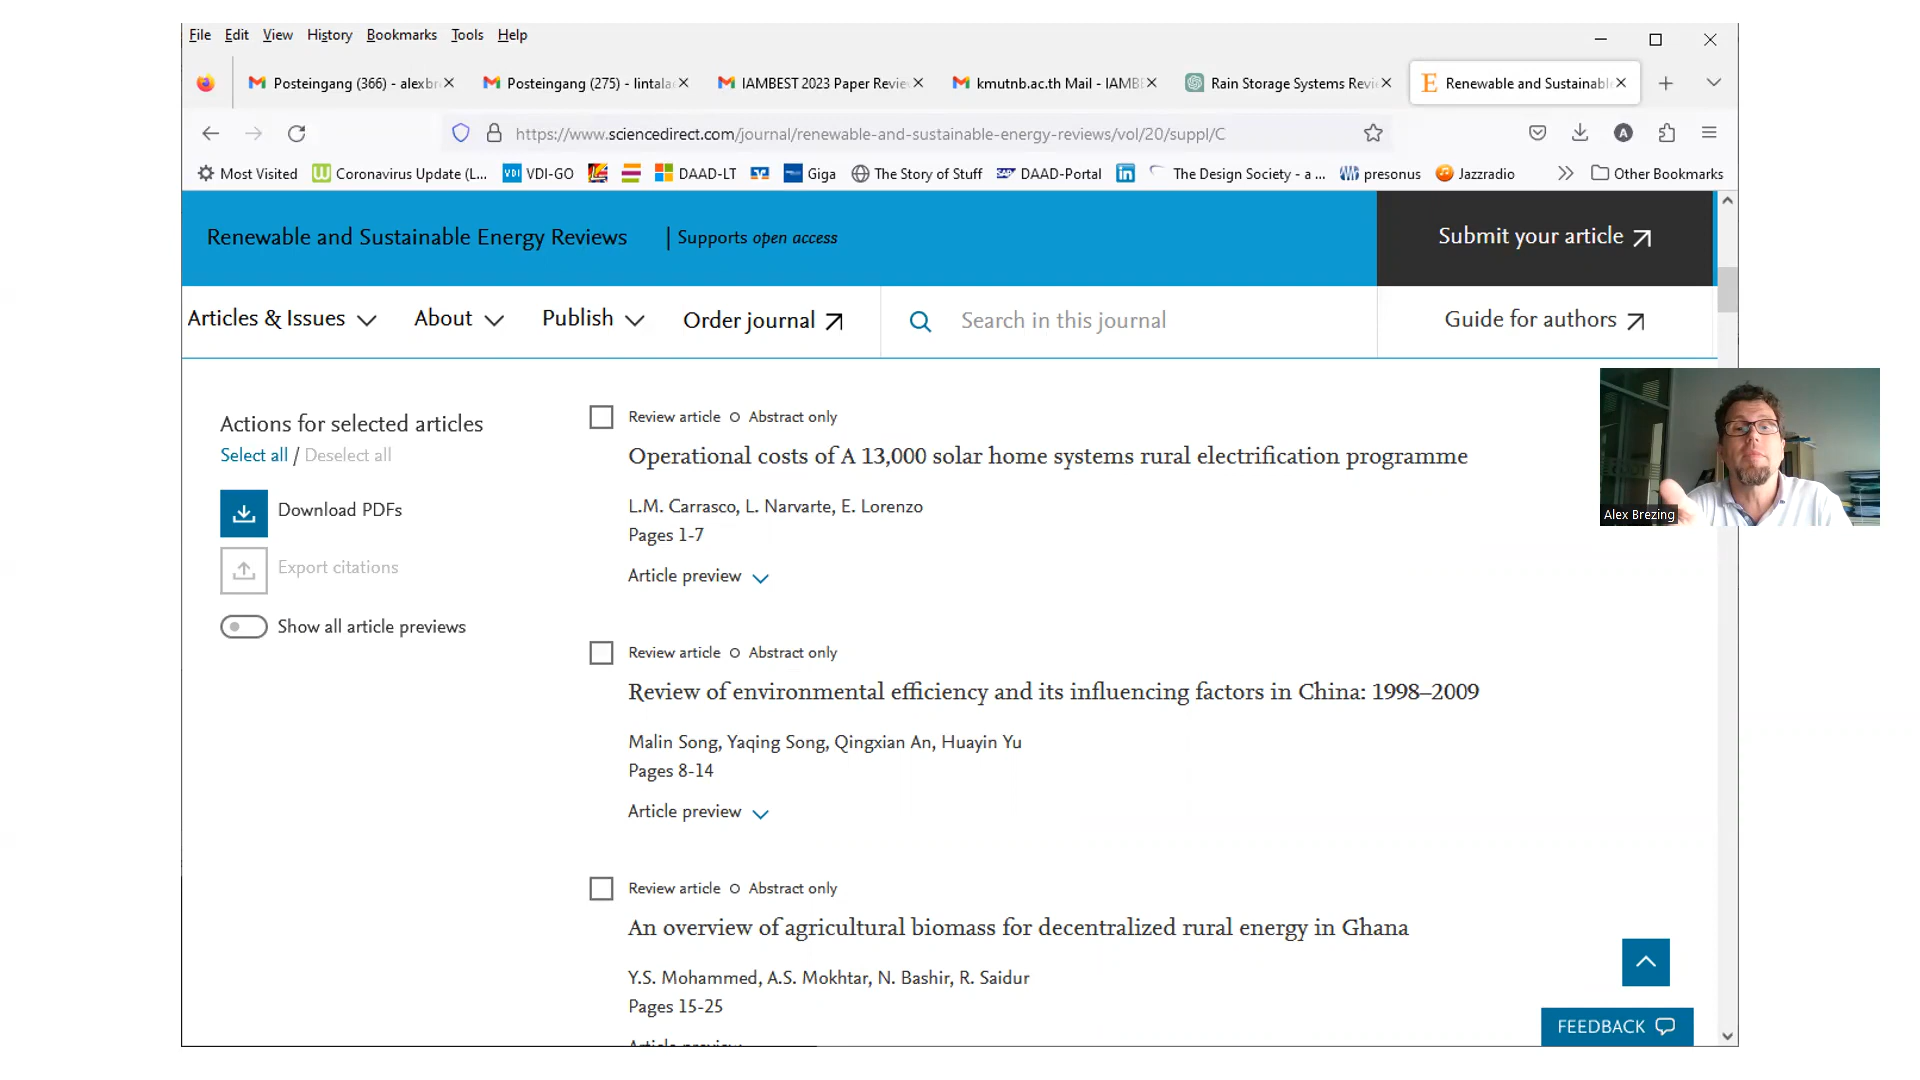 File Edit View History Bookmarks Tools Help
Posteingang (366) - alexbr
Posteingang (275) - lintala
IAMBEST 2023 Paper Revie
kmutnb.ac.th Mail - IAMB
Rain Storage Systems Revi
Renewable and Sustainabl
https://www.sciencedirect.com/journal/renewable-and-sustainable-energy-reviews/vol/20/suppl/C
A
Most Visited
Coronavirus Update (L...
VDI VDI-GO
DAAD-LT
Giga
The Story of Stuff
SAP DAAD-Portal
in
The Design Society - a ...
presonus
Jazzradio
Other Bookmarks
Renewable and Sustainable Energy Reviews
Supports open access
Submit your article
Articles & Issues
About
Publish
Order journal
Search in this journal
Guide for authors
Actions for selected articles
Select all / Deselect all
Download PDFs
Export citations
Show all article previews
Review article Abstract only
Operational costs of A 13,000 solar home systems rural electrification programme
L.M. Carrasco, L. Narvarte, E. Lorenzo
Pages 1-7
Article preview
Review article Abstract only
Review of environmental efficiency and its influencing factors in China: 1998–2009
Malin Song, Yaqing Song, Qingxian An, Huayin Yu
Pages 8-14
Article preview
Review article Abstract only
An overview of agricultural biomass for decentralized rural energy in Ghana
Y.S. Mohammed, A.S. Mokhtar, N. Bashir, R. Saidur
Pages 15-25
Article preview
Alex Brezing
FEEDBACK